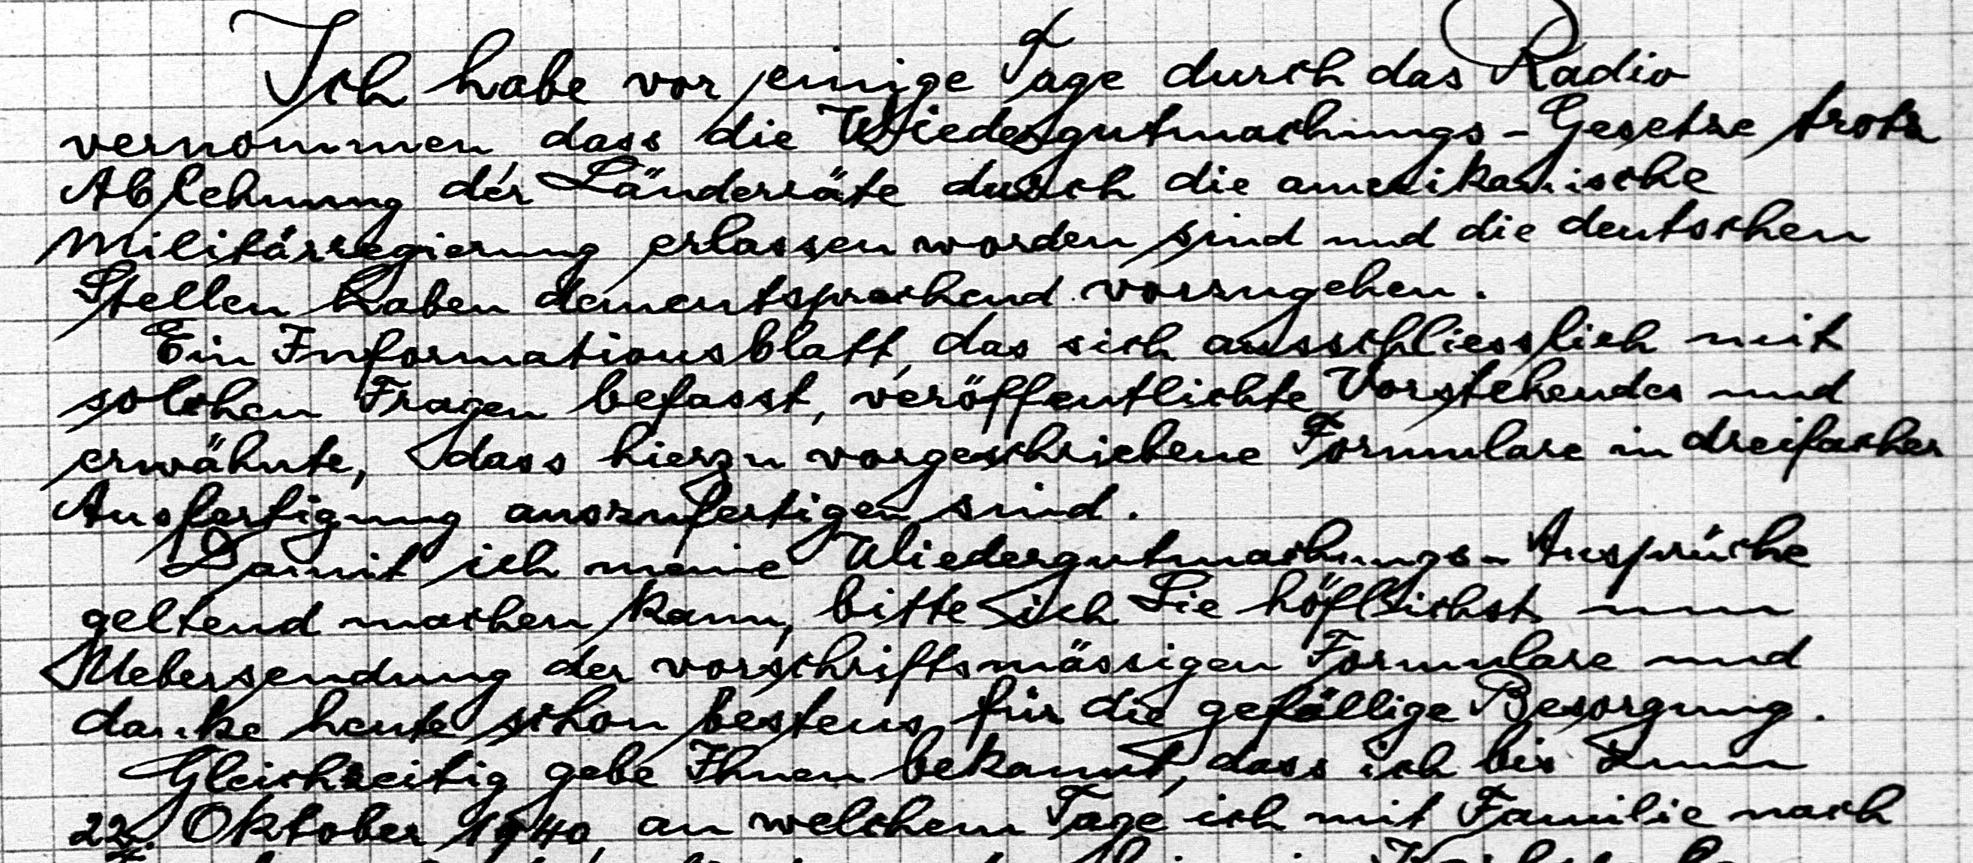 Ich habe vor einige Tage durch das Radio
vernommen, dass die Wiedergutmachungs-Gesetze trotz
Ablehnung der Länderräte durch die amerikanische
Militärregierung erlassen worden sind und die deutschen
Stellen haben dementsprechend vorzugehen.
Ein Informationsblatt, das sich ausschliesslich mit
solchen Fragen befasst, veröffentlichte Vorstehendes und
erwähnte, dass hierzu vorgeschriebene Formulare in dreifacher
Ausfertigung auszufertigen sind.
Damit ich meine Wiedergutmachungs-Ansprüche
geltend machen kann, bitte ich Sie höflichst um
Uebersendung der vorschriftsmässigen Formulare und
danke heute schon bestens für die gefällige Besorgung.
Gleichzeitig gebe Ihnen bekannt, dass ich bis zum
22. Oktober 1940, an welchem Tage ich mit Familie nach